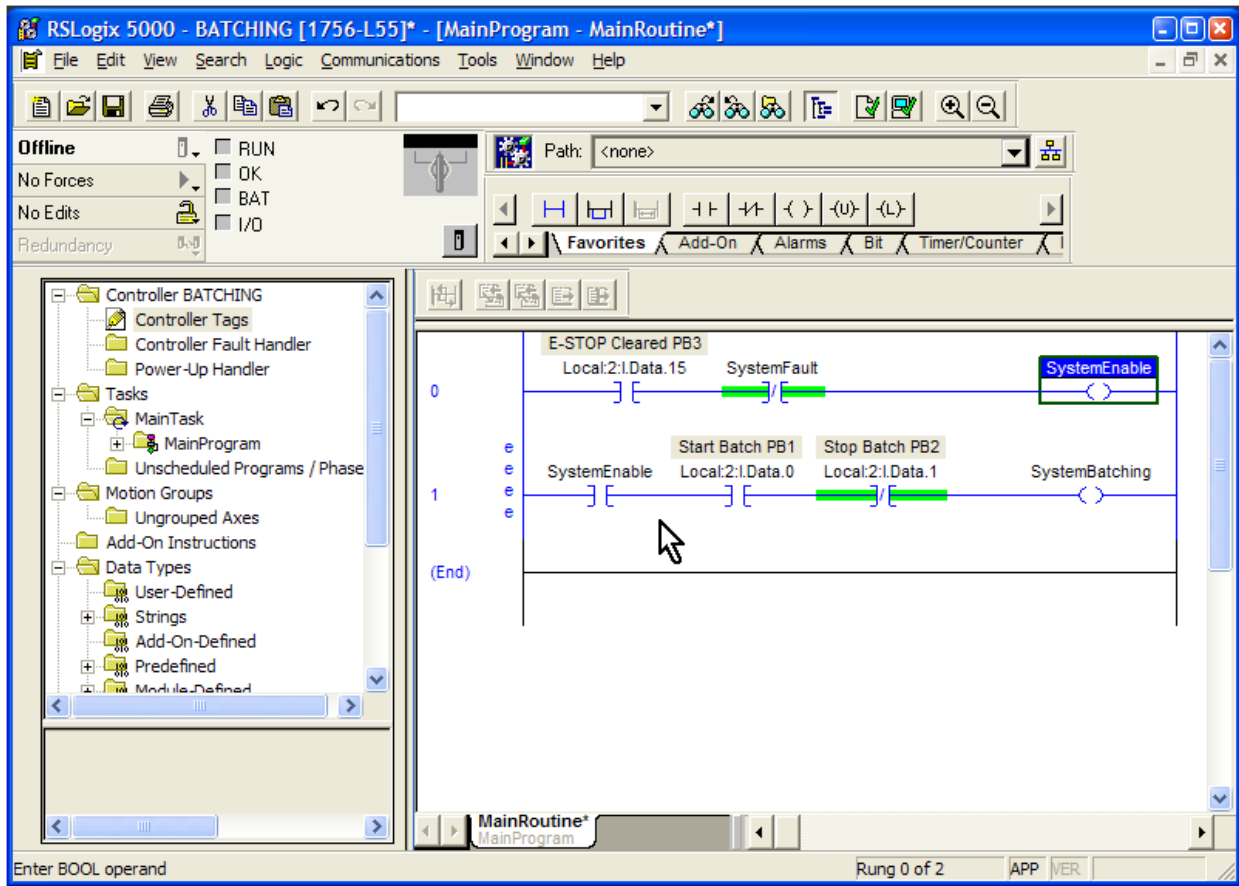 RSLogix 5000 - BATCHING [1756-L55]* - [MainProgram - MainRoutine*]
File Edit View Search Logic Communications Tools Window Help
Offline
RUN
No Forces
OK
No Edits
BAT
Redundancy
I/O
Path: <none>
Favorites Add-On Alarms Bit Timer/Counter
Controller BATCHING
Controller Tags
Controller Fault Handler
Power-Up Handler
Tasks
MainTask
MainProgram
Unscheduled Programs / Phase
Motion Groups
Ungrouped Axes
Add-On Instructions
Data Types
User-Defined
Strings
Add-On-Defined
Predefined
Module-Defined
E-STOP Cleared PB3
Local:2:I.Data.15 SystemFault SystemEnable
0
e
e
e
e
Start Batch PB1 Stop Batch PB2
SystemEnable Local:2:I.Data.0 Local:2:I.Data.1 SystemBatching
1
(End)
MainRoutine*
MainProgram
Enter BOOL operand
Rung 0 of 2
APP VER